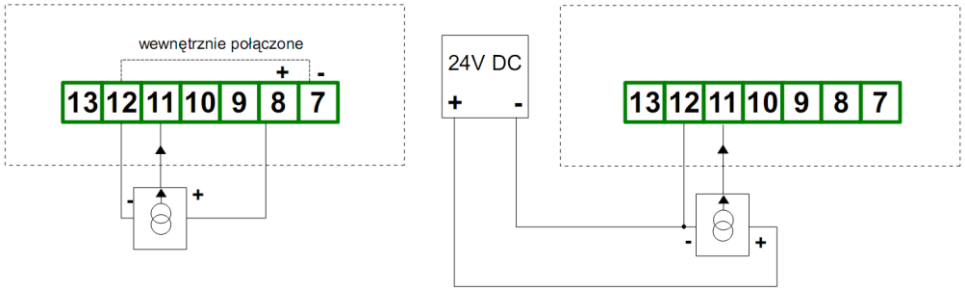 wewnętrznie połączone
+ -
13 12 11 10 9 8 7
- +
24V DC
+ -
13 12 11 10 9 8 7
- +